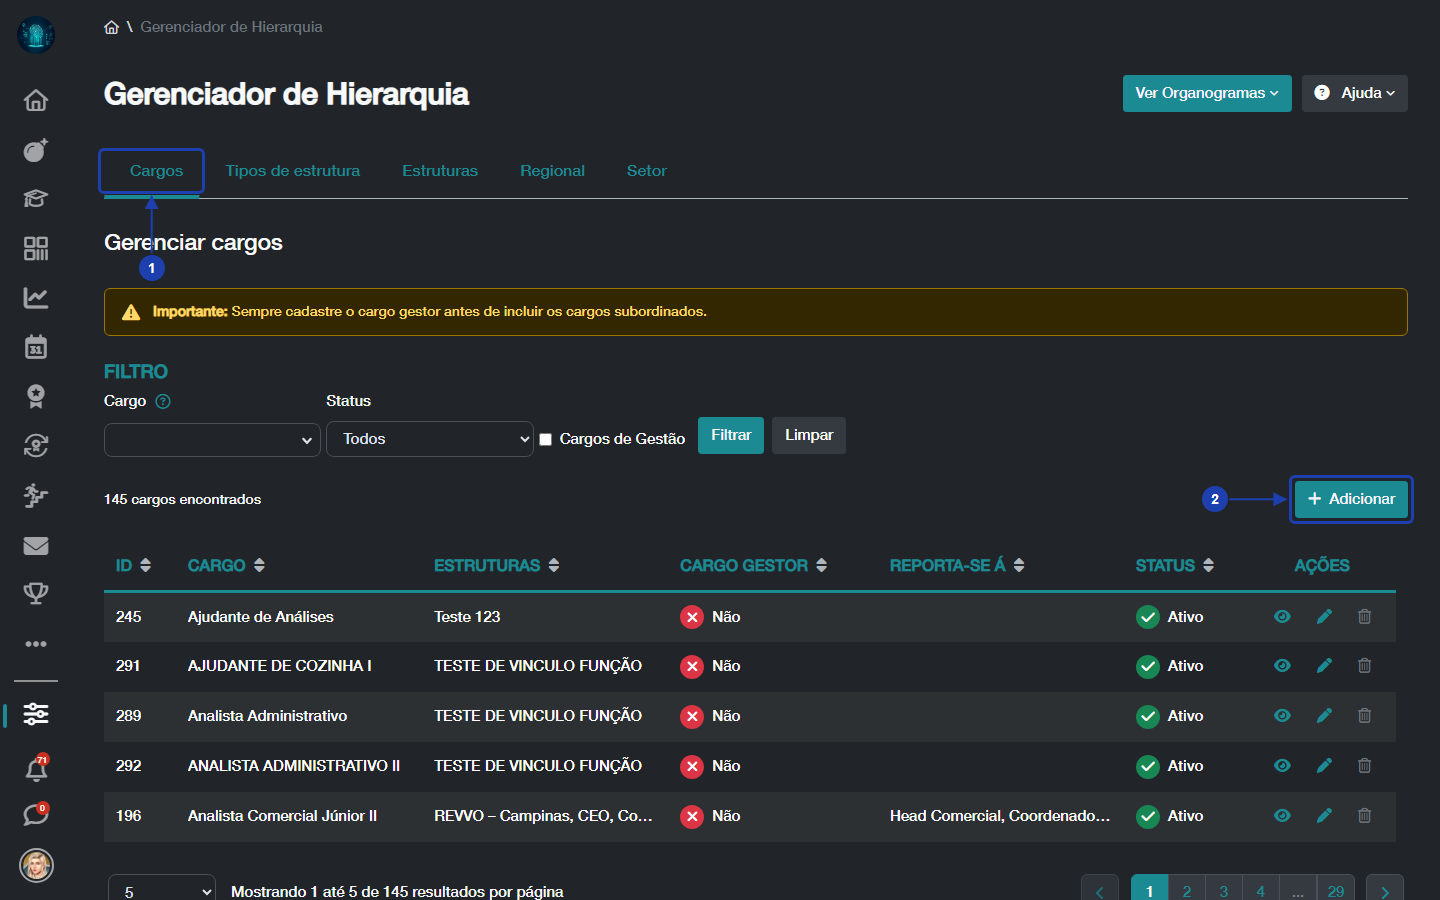 \ Gerenciador de Hierarquia
Gerenciador de Hierarquia
Ver Organogramas
? Ajuda
Cargos Tipos de estrutura Estruturas Regional Setor
Gerenciar cargos
1
Importante: Sempre cadastre o cargo gestor antes de incluir os cargos subordinados.
FILTRO
Cargo ? Status
Todos Cargos de Gestão Filtrar Limpar
145 cargos encontrados
2 + Adicionar
ID CARGO ESTRUTURAS CARGO GESTOR REPORTA-SE Á STATUS AÇÕES
245 Ajudante de Análises Teste 123 Não Ativo
291 AJUDANTE DE COZINHA I TESTE DE VINCULO FUNÇÃO Não Ativo
289 Analista Administrativo TESTE DE VINCULO FUNÇÃO Não Ativo
292 ANALISTA ADMINISTRATIVO II TESTE DE VINCULO FUNÇÃO Não Ativo
196 Analista Comercial Júnior II REVVO – Campinas, CEO, Co... Não Head Comercial, Coordenado... Ativo
5 Mostrando 1 até 5 de 145 resultados por página
1 2 3 4 ... 29
31
71
0